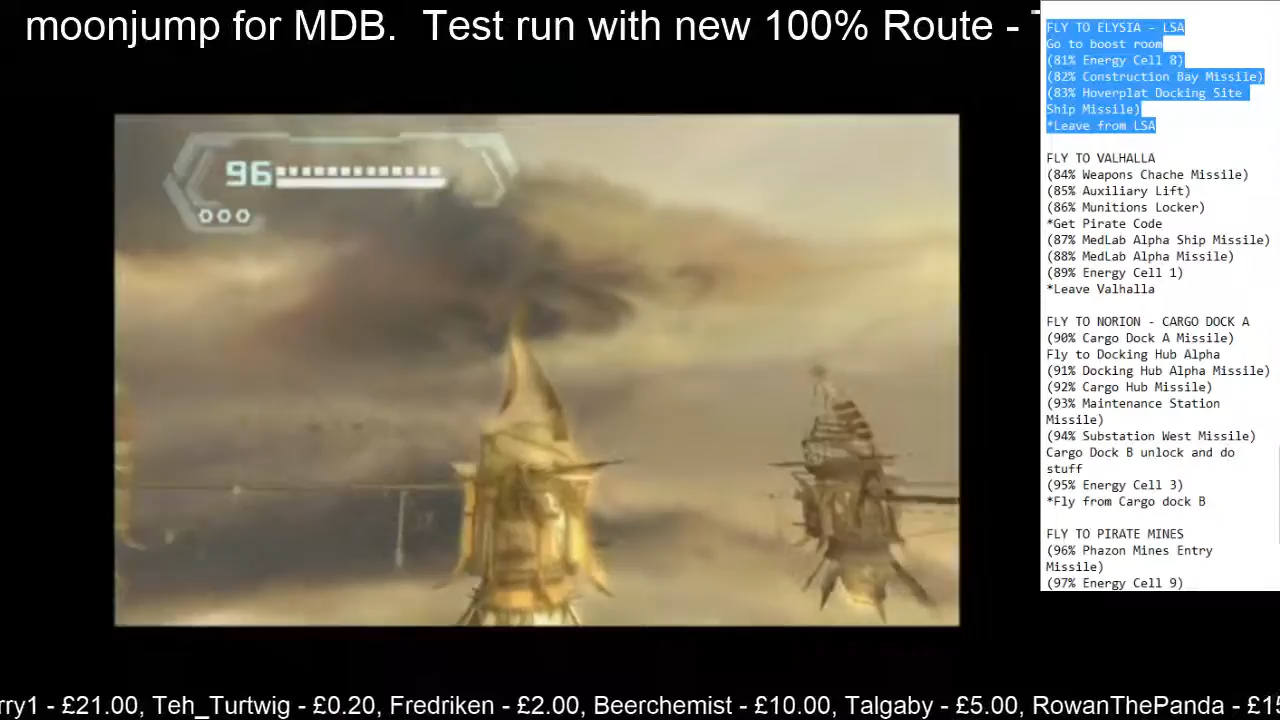 moonjump for MDB.  Test run with new 100% Route -
FLY TO ELYSIA - LSA
Go to boost room
(81% Energy Cell 8)
(82% Construction Bay Missile)
(83% Hoverplat Docking Site
Ship Missile)
*Leave from LSA
FLY TO VALHALLA
(84% Weapons Chache Missile)
(85% Auxiliary Lift)
(86% Munitions Locker)
*Get Pirate Code
(87% MedLab Alpha Ship Missile)
(88% MedLab Alpha Missile)
(89% Energy Cell 1)
*Leave Valhalla
FLY TO NORION - CARGO DOCK A
(90% Cargo Dock A Missile)
Fly to Docking Hub Alpha
(91% Docking Hub Alpha Missile)
(92% Cargo Hub Missile)
(93% Maintenance Station
Missile)
(94% Substation West Missile)
Cargo Dock B unlock and do
stuff
(95% Energy Cell 3)
*Fly from Cargo dock B
FLY TO PIRATE MINES
(96% Phazon Mines Entry
Missile)
(97% Energy Cell 9)
96
rry1 - £21.00, Teh_Turtwig - £0.20, Fredriken - £2.00, Beerchemist - £10.00, Talgaby - £5.00, RowanThePanda -